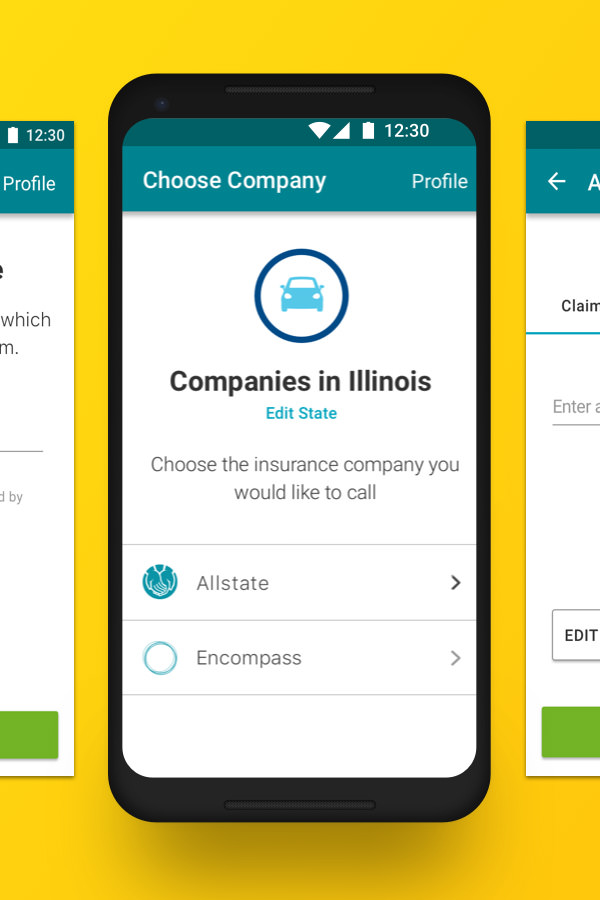 12:30
Profile
e
which
m.
d by
12:30
Choose Company
Profile
Companies in Illinois
Edit State
Choose the insurance company you
would like to call
Allstate
Encompass
A
Claim
Enter a
EDIT